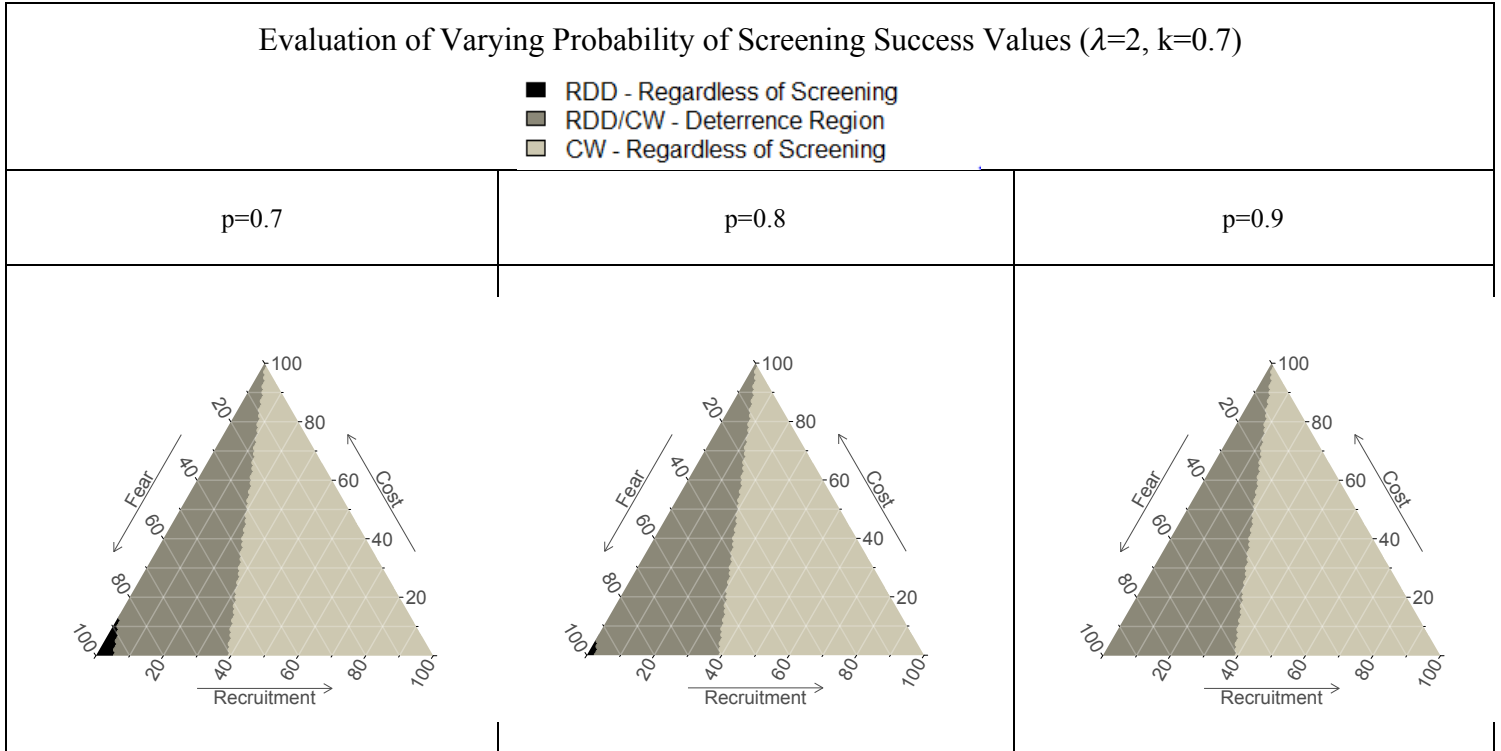 Evaluation of Varying Probability of Screening Success Values (λ=2, k=0.7)
RDD - Regardless of Screening
RDD/CW - Deterrence Region
CW - Regardless of Screening
p=0.7
p=0.8
p=0.9
100
80
60
40
20
20
40
60
80
100
20
40
60
80
100
Fear
Cost
Recruitment
100
80
60
40
20
20
40
60
80
100
20
40
60
80
100
Fear
Cost
Recruitment
100
80
60
40
20
20
40
60
80
100
20
40
60
80
100
Fear
Cost
Recruitment